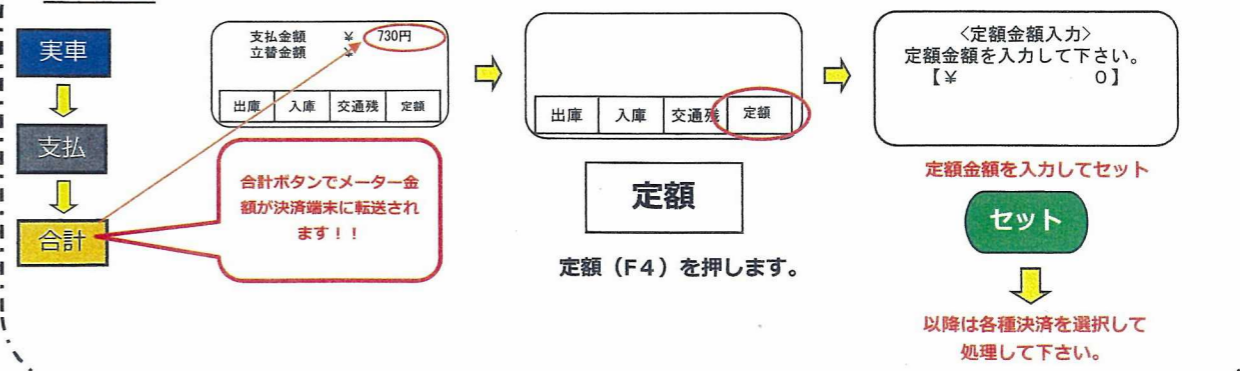 実車
支払
合計
支払金額 ¥ 730円
立替金額 ¥
出庫 入庫 交通残 定額
合計ボタンでメーター金
額が決済端末に転送され
ます！！
出庫 入庫 交通残 定額
定額
定額（F4）を押します。
〈定額金額入力〉
定額金額を入力して下さい。
【¥ 0】
定額金額を入力してセット
セット
以降は各種決済を選択して
処理して下さい。